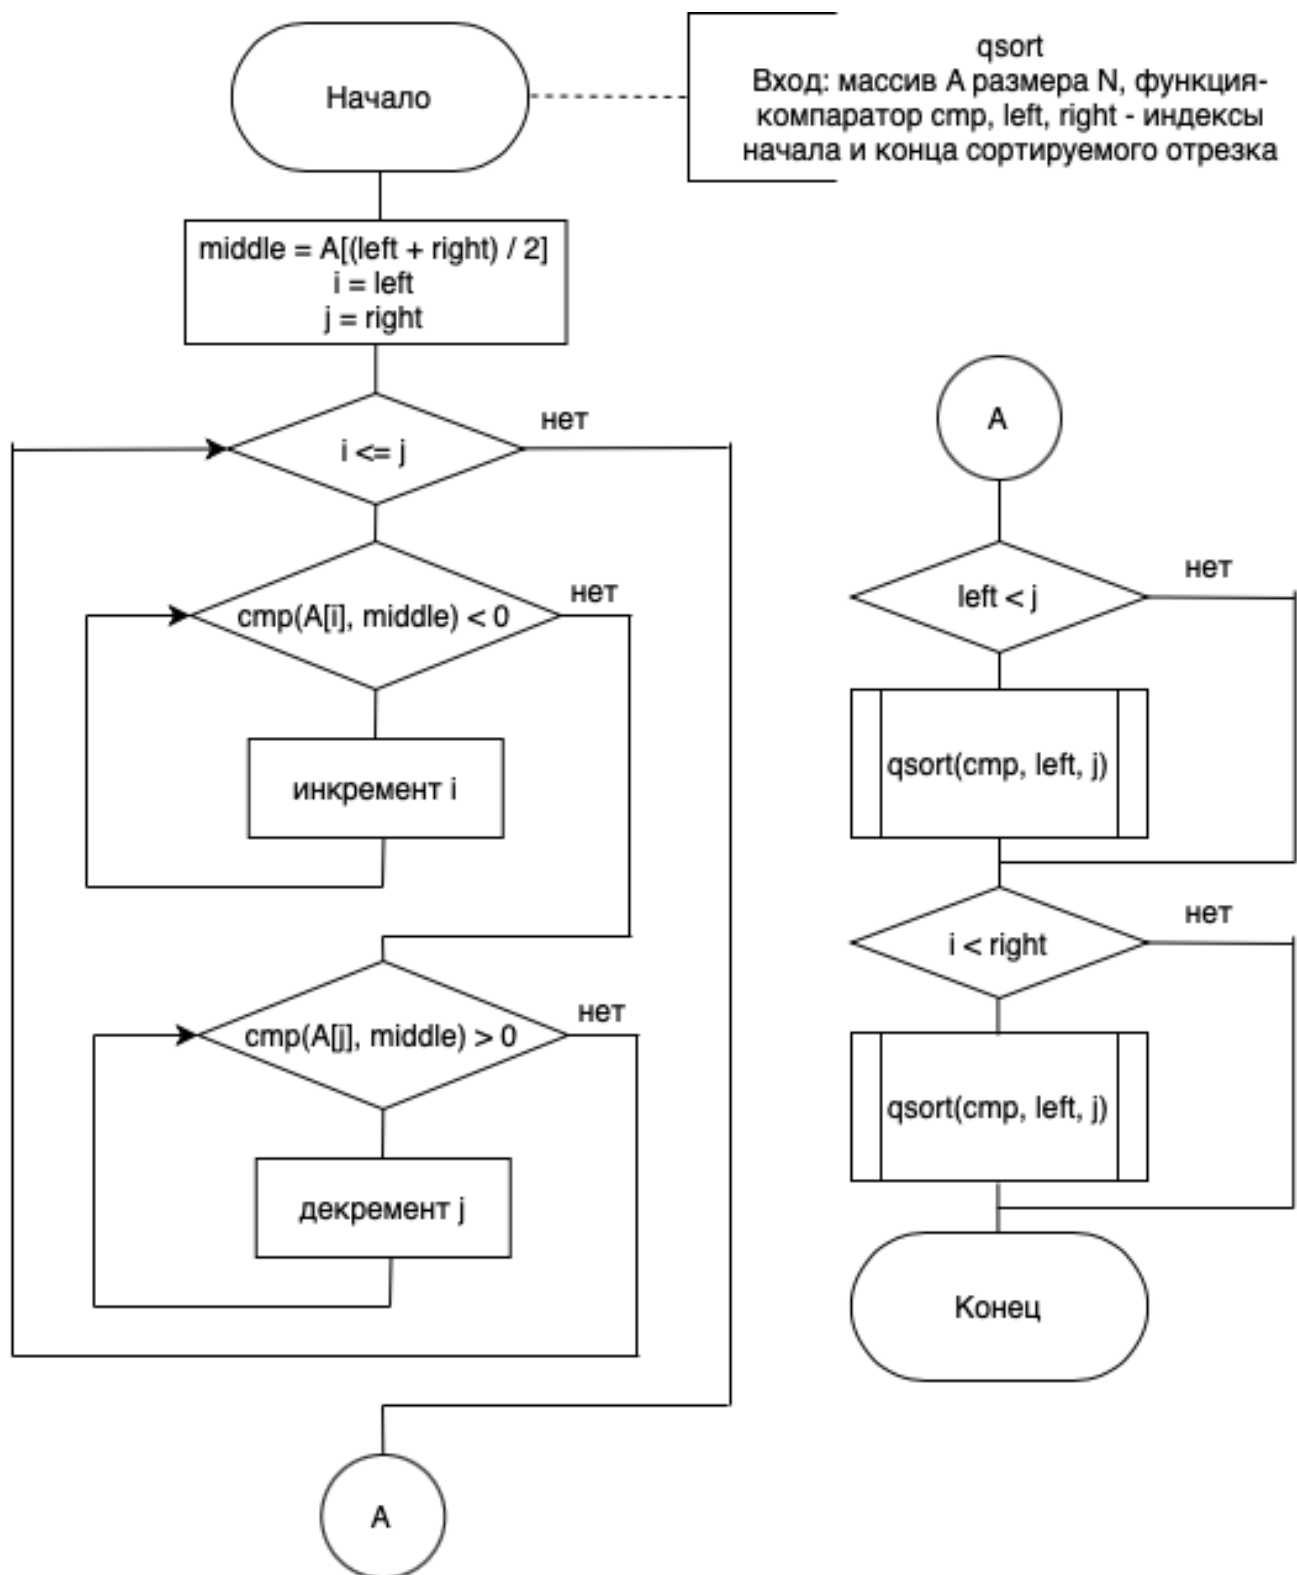 Начало
qsort
Вход: массив А размера N, функция-
компаратор cmp, left, right - индексы
начала и конца сортируемого отрезка
middle = A[(left + right) / 2]
i = left
j = right
i <= j
нет
cmp(A[i], middle) < 0
нет
инкремент i
cmp(A[j], middle) > 0
нет
декремент j
А
А
left < j
нет
qsort(cmp, left, j)
i < right
нет
qsort(cmp, left, j)
Конец